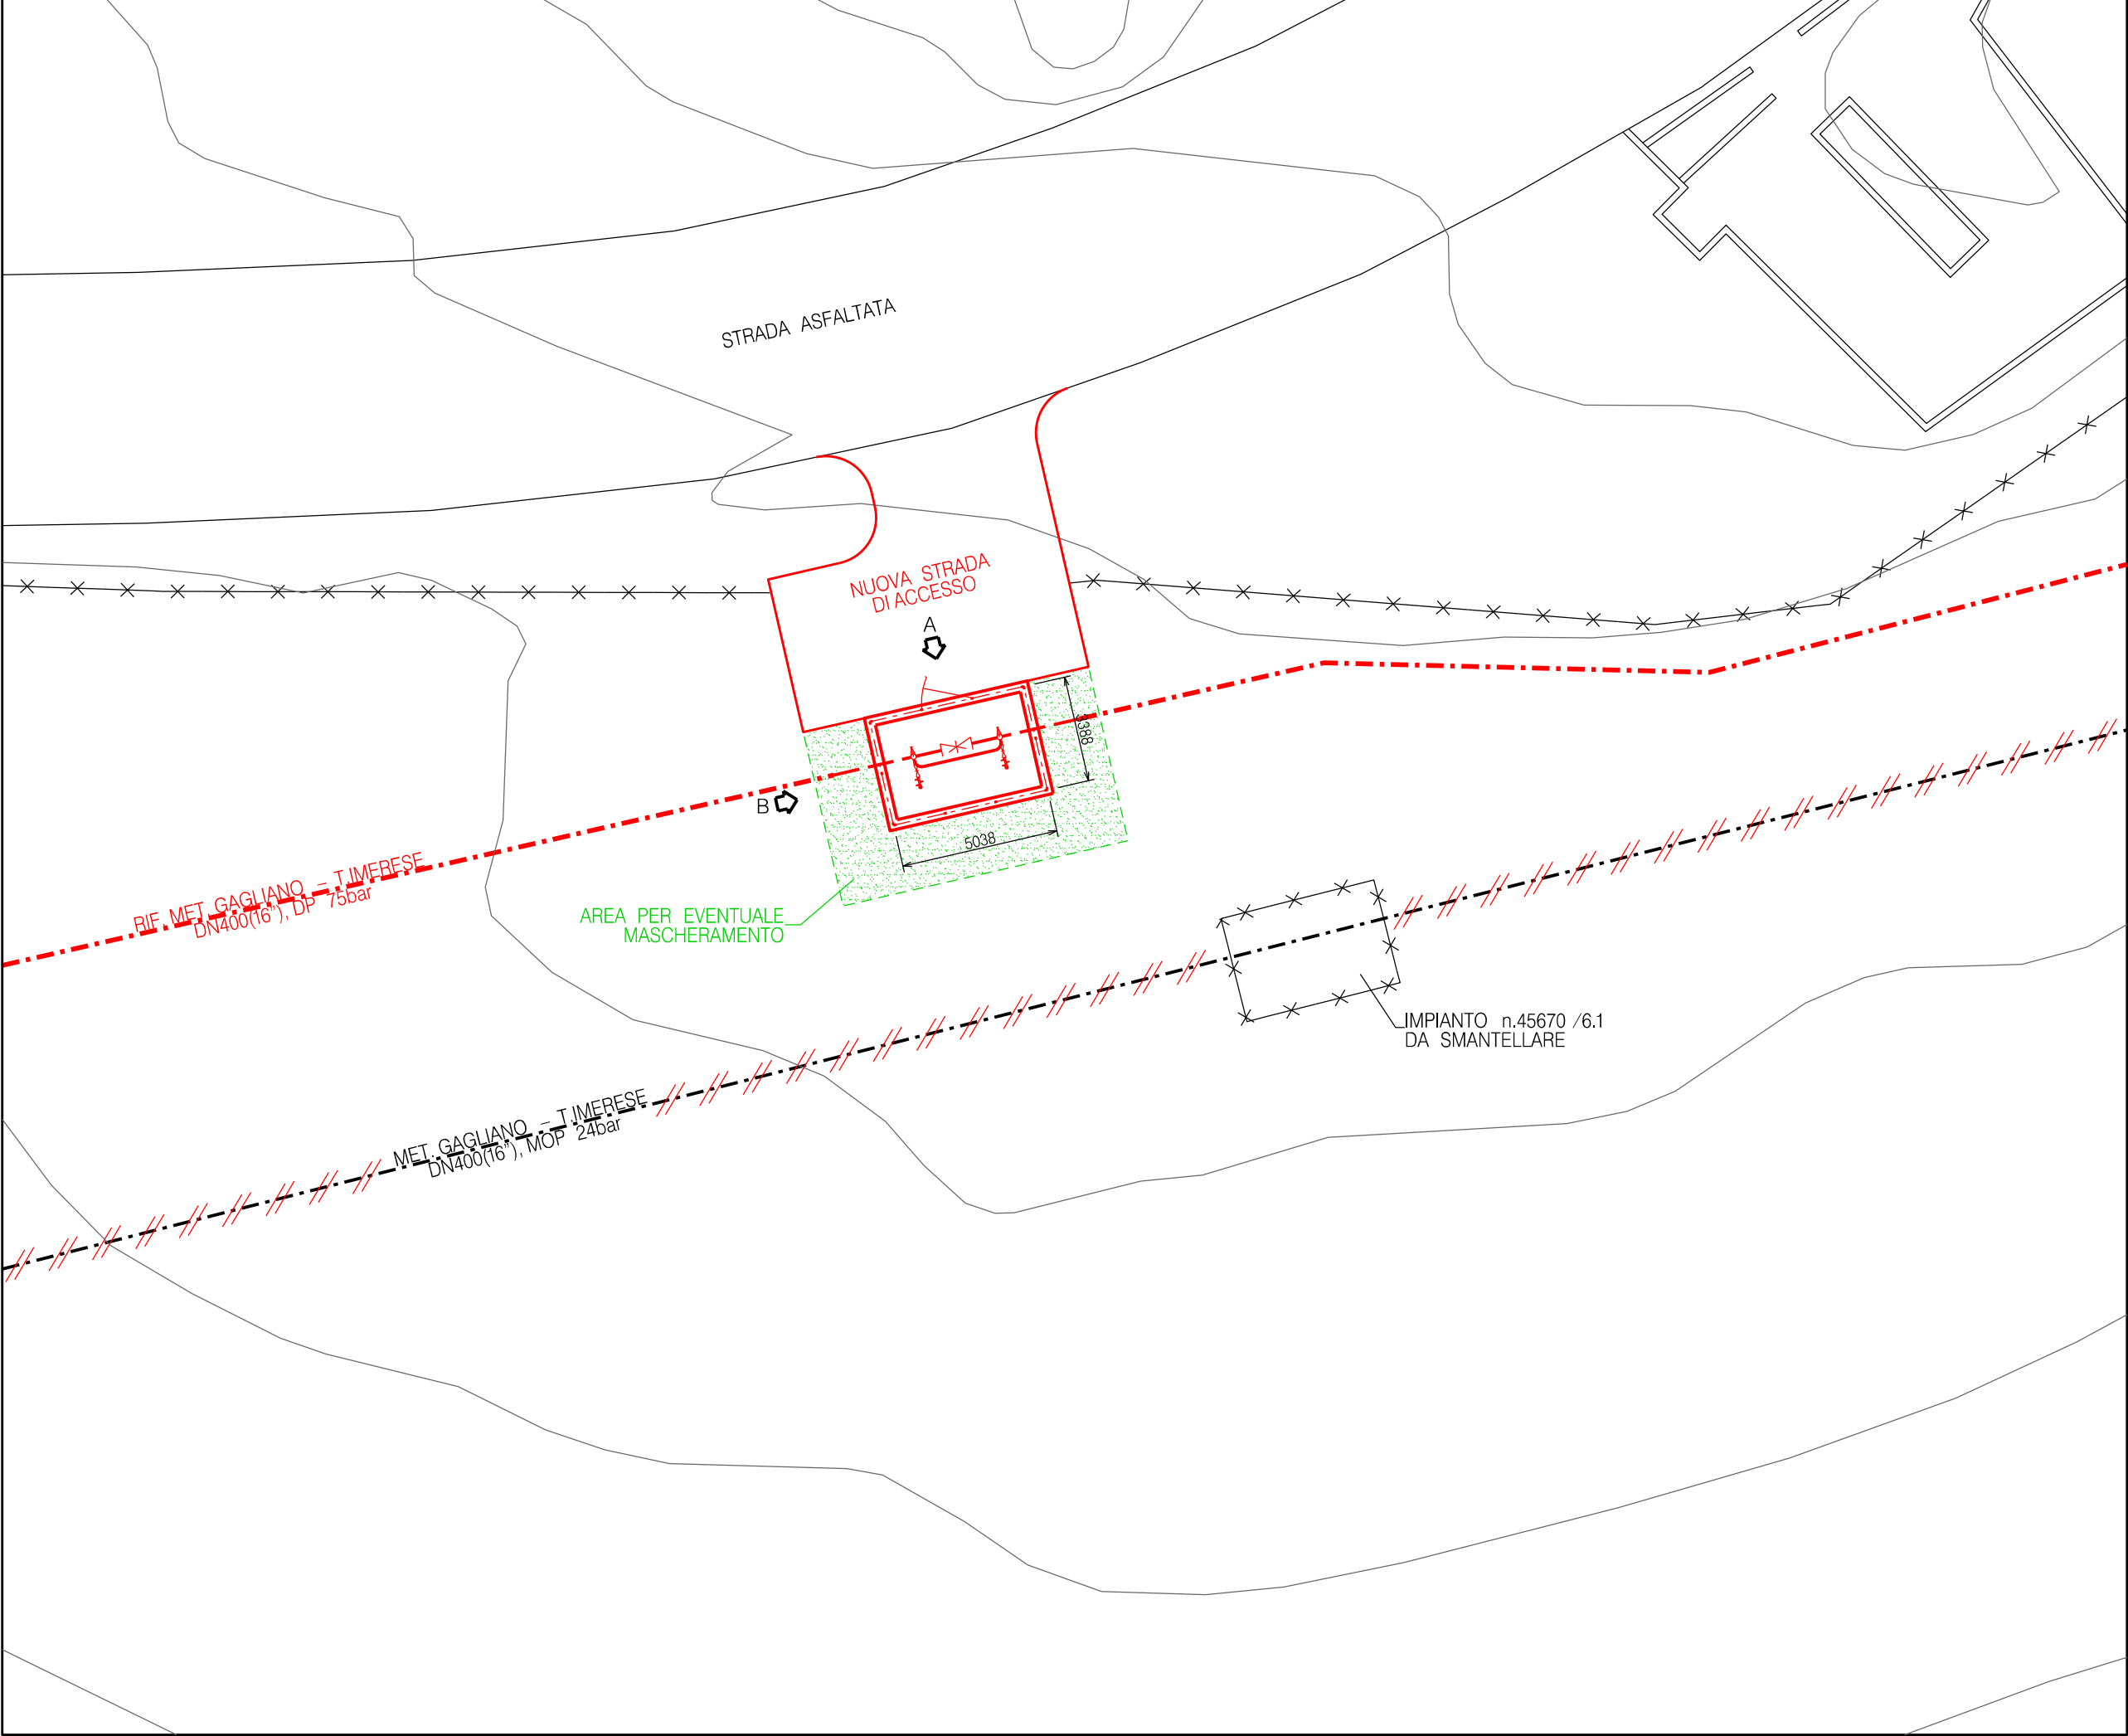 STRADA ASFALTATA
NUOVA STRADA
DI ACCESSO
A
3388
B
5038
RIF. MET. GAGLIANO – T.IMERESE
DN400(16"), DP 75bar
AREA PER EVENTUALE
MASCHERAMENTO
IMPIANTO n.45670 /6.1
DA SMANTELLARE
MET. GAGLIANO – T.IMERESE
DN400(16"), MOP 24bar